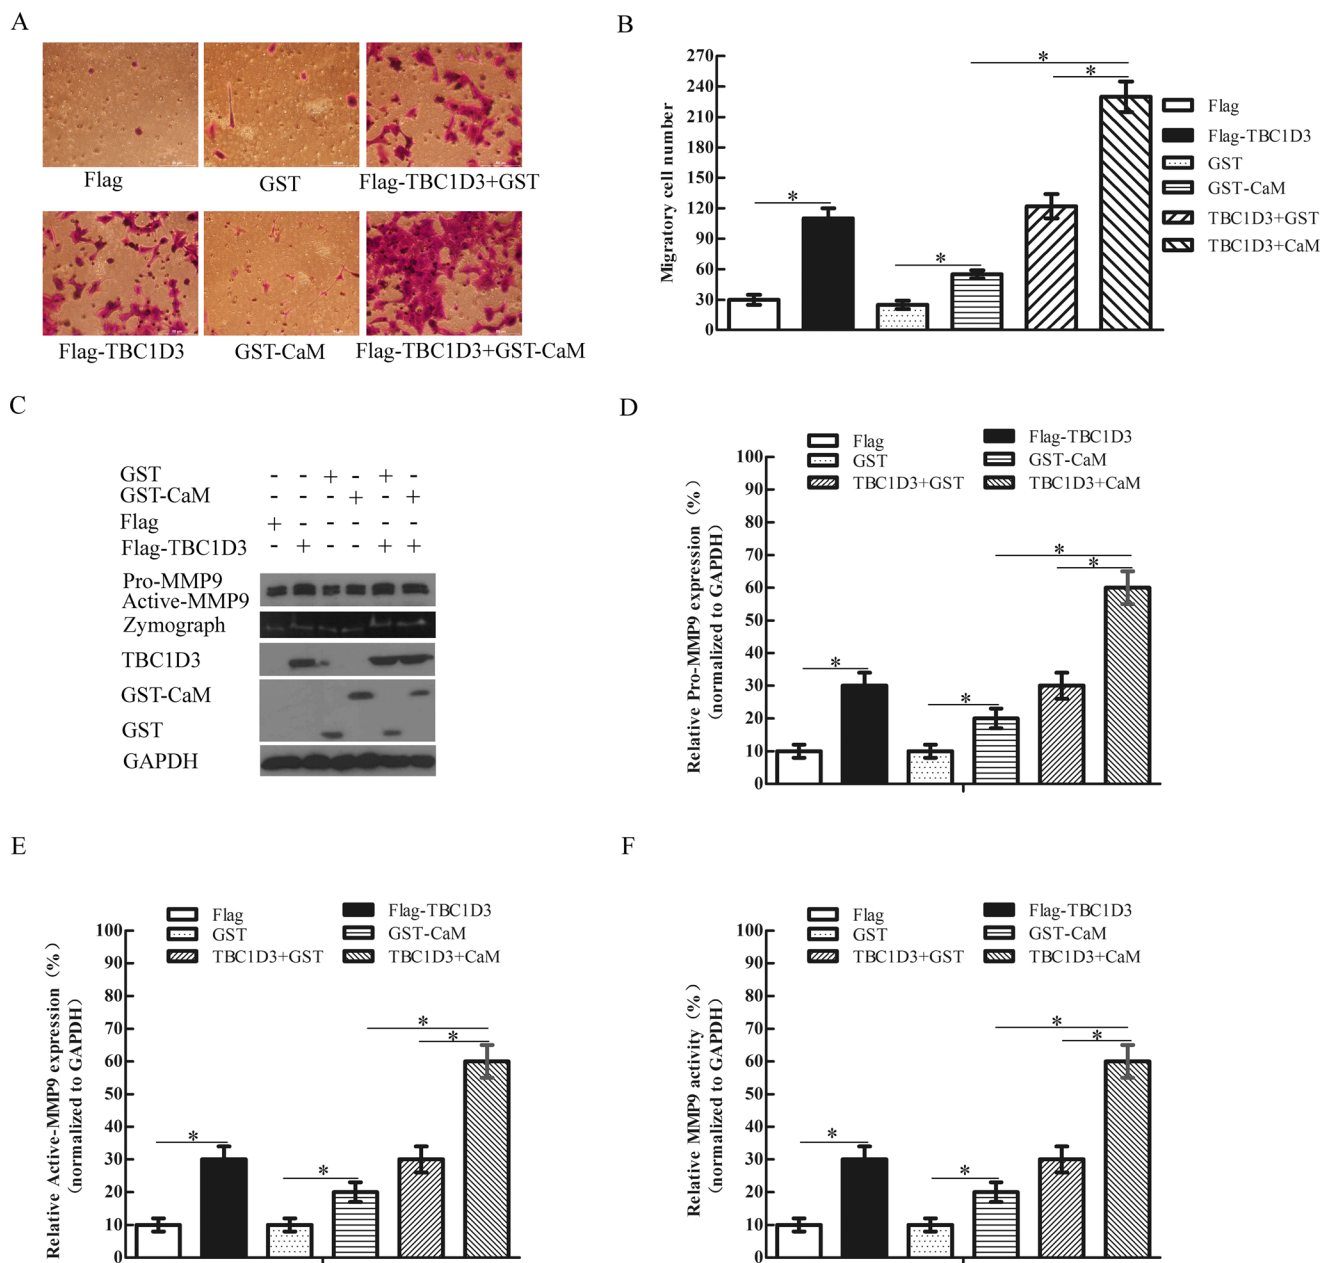 A
Flag
GST
Flag-TBC1D3+GST
Flag-TBC1D3
GST-CaM
Flag-TBC1D3+GST-CaM
B
Migratory cell number
270
240
210
180
150
120
90
60
30
0
*
*
*
*
Flag
Flag-TBC1D3
GST
GST-CaM
TBC1D3+GST
TBC1D3+CaM
C
GST - - + - + -
GST-CaM - - - + - +
Flag + - - - - -
Flag-TBC1D3 - + - - + +
Pro-MMP9
Active-MMP9
Zymograph
TBC1D3
GST-CaM
GST
GAPDH
D
Flag
Flag-TBC1D3
GST
GST-CaM
TBC1D3+GST
TBC1D3+CaM
Relative Pro-MMP9 expression (%)
(normalized to GAPDH)
100
90
80
70
60
50
40
30
20
10
0
*
*
*
*
E
Flag
Flag-TBC1D3
GST
GST-CaM
TBC1D3+GST
TBC1D3+CaM
Relative Active-MMP9 expression (%)
(normalized to GAPDH)
100
90
80
70
60
50
40
30
20
10
0
*
*
*
*
F
Flag
Flag-TBC1D3
GST
GST-CaM
TBC1D3+GST
TBC1D3+CaM
Relative MMP9 activity (%)
(normalized to GAPDH)
100
90
80
70
60
50
40
30
20
10
0
*
*
*
*